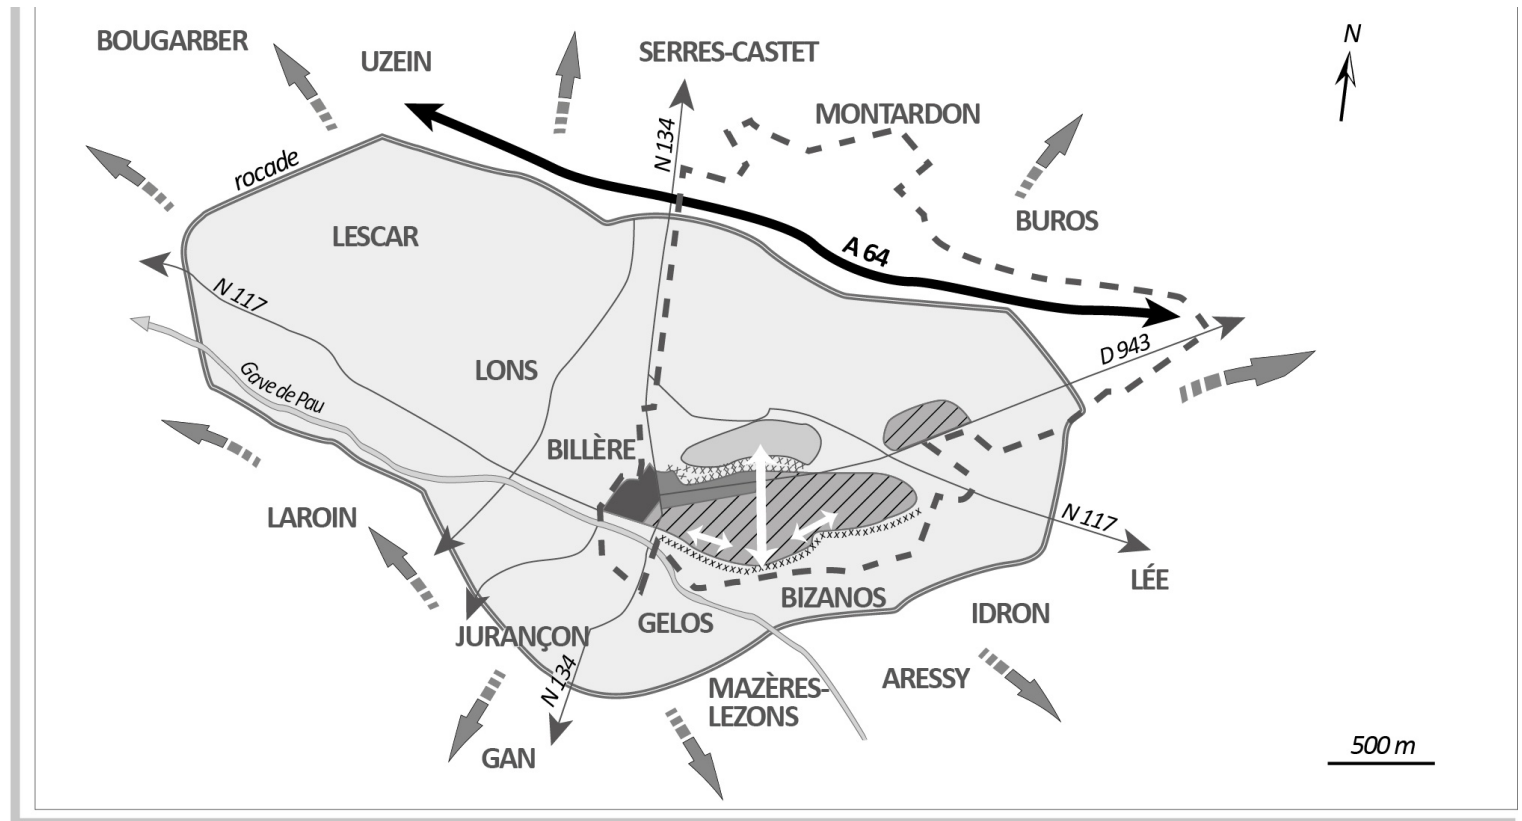 BOUGARBER
UZEIN
SERRES-CASTET
N
MONTARDON
N 134
rocade
BUROS
LESCAR
A 64
N 117
D 943
LONS
Gave de Pau
BILLÈRE
LAROIN
N 117
LÉE
BIZANOS
IDRON
GELOS
JURANÇON
N 134
ARESSY
MAZÈRES-
LEZONS
GAN
500 m